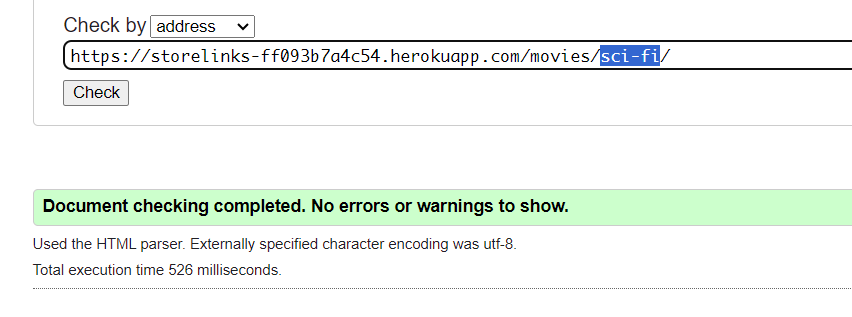 Check by address
https://storelinks-ff093b7a4c54.herokuapp.com/movies/sci-fi/
Check
Document checking completed. No errors or warnings to show.
Used the HTML parser. Externally specified character encoding was utf-8.
Total execution time 526 milliseconds.